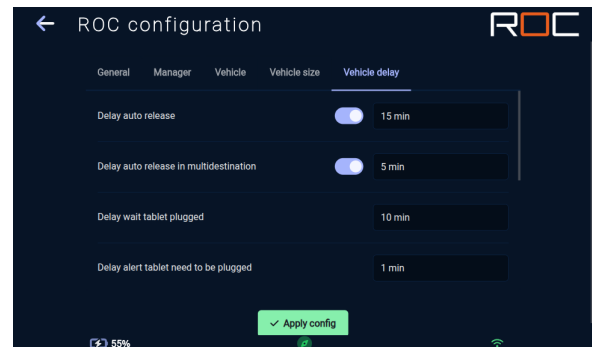 ROC configuration
ROC
General Manager Vehicle Vehicle size Vehicle delay
Delay auto release 15 min
Delay auto release in multidestination 5 min
Delay wait tablet plugged 10 min
Delay alert tablet need to be plugged 1 min
Apply config
55%